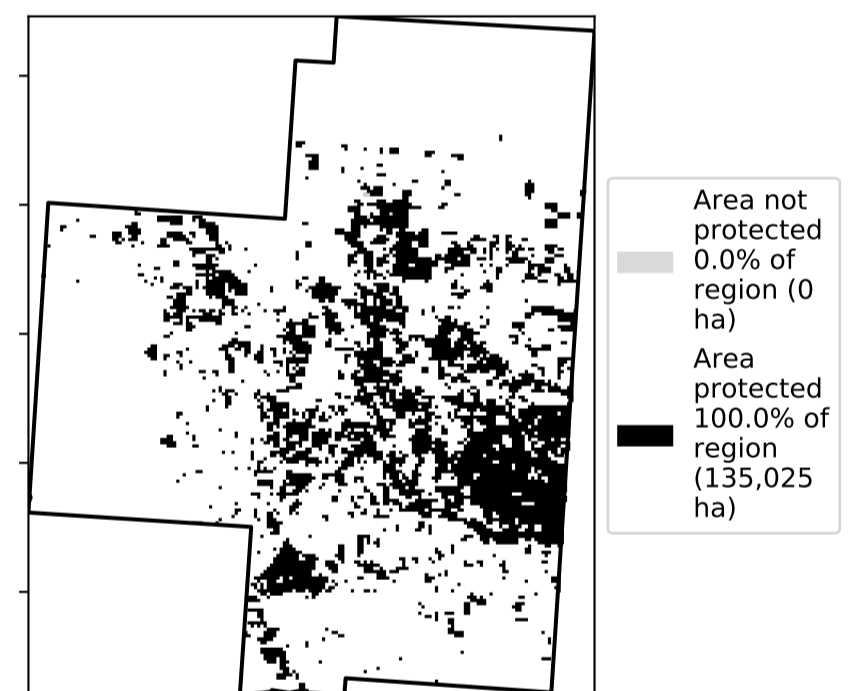 Area not
protected
0.0% of
region (0
ha)
Area
protected
100.0% of
region
(135,025
ha)